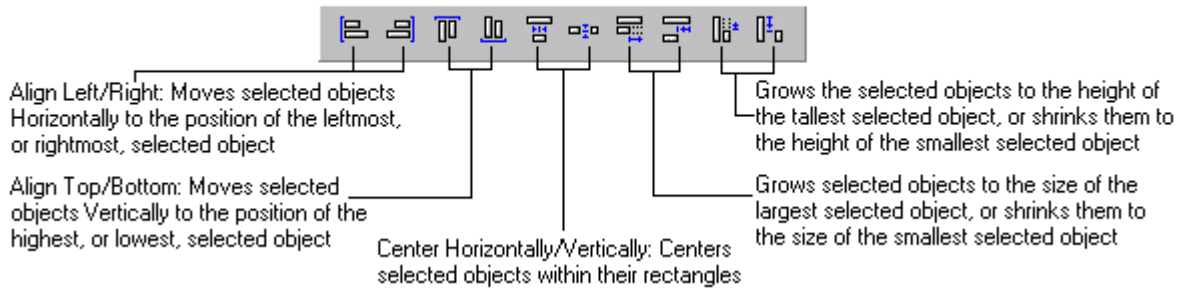 Align Left/Right: Moves selected objects
Horizontally to the position of the leftmost,
or rightmost, selected object
Align Top/Bottom: Moves selected
objects Vertically to the position of the
highest, or lowest, selected object
Center Horizontally/Vertically: Centers
selected objects within their rectangles
Grows the selected objects to the height of
the tallest selected object, or shrinks them to
the height of the smallest selected object
Grows selected objects to the size of the
largest selected object, or shrinks them to
the size of the smallest selected object